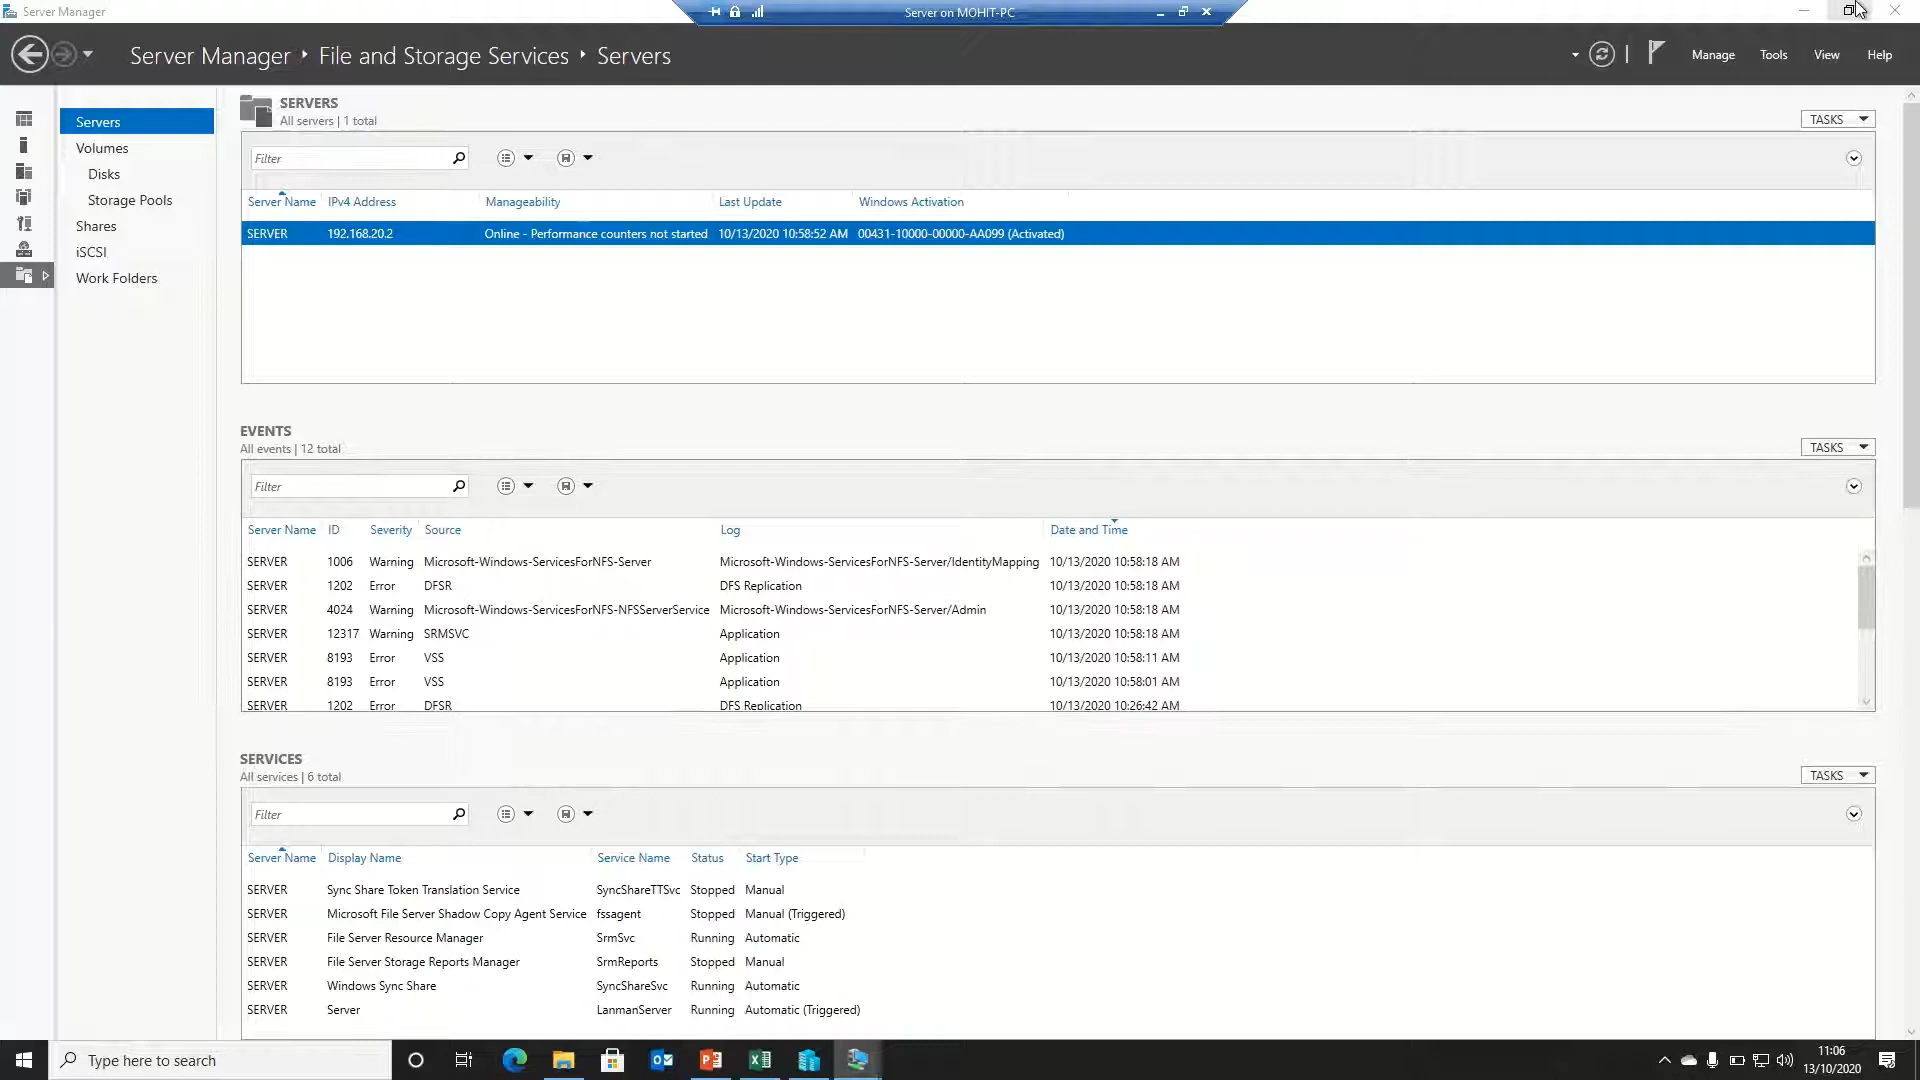 Server Manager
Server on MOHIT-PC
Server Manager File and Storage Services Servers
Manage Tools View Help
Servers
Volumes
Disks
Storage Pools
Shares
iSCSI
Work Folders
SERVERS
All servers | 1 total
TASKS
Filter
Server Name IPv4 Address Manageability Last Update Windows Activation
SERVER 192.168.20.2 Online - Performance counters not started 10/13/2020 10:58:52 AM 00431-10000-00000-AA099 (Activated)
EVENTS
All events | 12 total
TASKS
Filter
Server Name ID Severity Source Log Date and Time
SERVER 1006 Warning Microsoft-Windows-ServicesForNFS-Server Microsoft-Windows-ServicesForNFS-Server/IdentityMapping 10/13/2020 10:58:18 AM
SERVER 1202 Error DFSR DFS Replication 10/13/2020 10:58:18 AM
SERVER 4024 Warning Microsoft-Windows-ServicesForNFS-NFSServerService Microsoft-Windows-ServicesForNFS-Server/Admin 10/13/2020 10:58:18 AM
SERVER 12317 Warning SRMSVC Application 10/13/2020 10:58:18 AM
SERVER 8193 Error VSS Application 10/13/2020 10:58:11 AM
SERVER 8193 Error VSS Application 10/13/2020 10:58:01 AM
SERVER 1202 Error DFSR DFS Replication 10/13/2020 10:26:42 AM
SERVICES
All services | 6 total
TASKS
Filter
Server Name Display Name Service Name Status Start Type
SERVER Sync Share Token Translation Service SyncShareTTSvc Stopped Manual
SERVER Microsoft File Server Shadow Copy Agent Service fssagent Stopped Manual (Triggered)
SERVER File Server Resource Manager SrmSvc Running Automatic
SERVER File Server Storage Reports Manager SrmReports Stopped Manual
SERVER Windows Sync Share SyncShareSvc Running Automatic
SERVER Server LanmanServer Running Automatic (Triggered)
Type here to search
11:06
13/10/2020